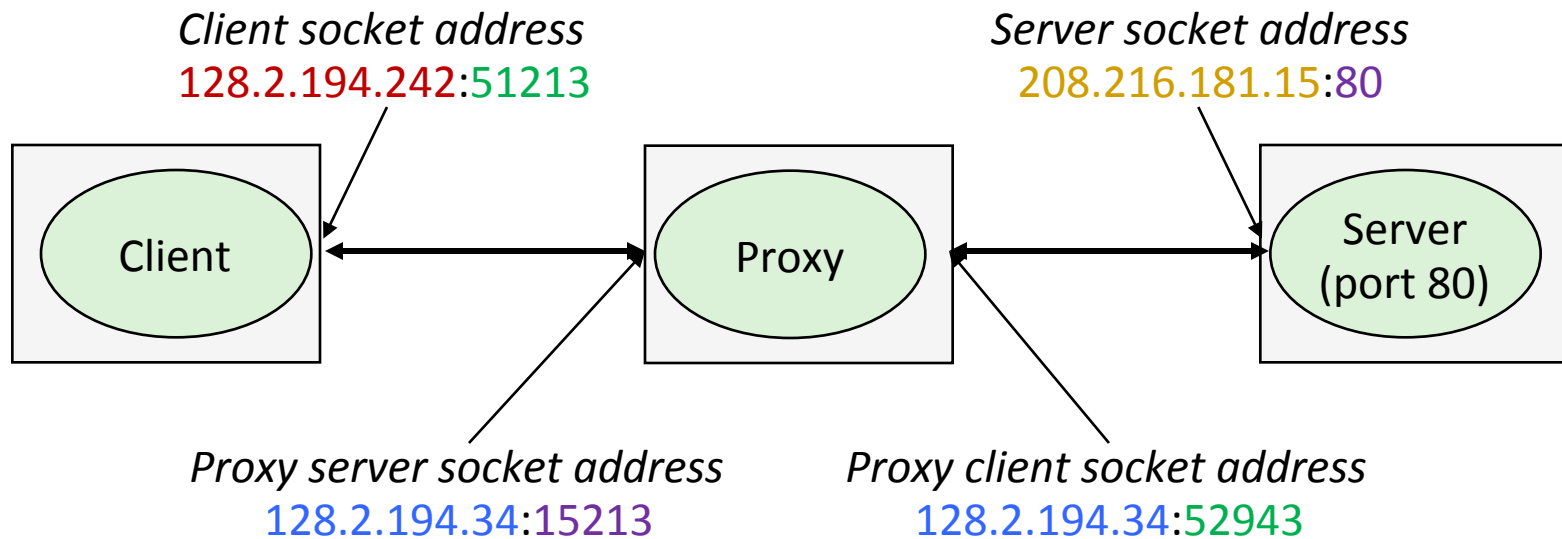 Client socket address
128.2.194.242:51213
Server socket address
208.216.181.15:80
Client
Proxy
Server
(port 80)
Proxy server socket address
128.2.194.34:15213
Proxy client socket address
128.2.194.34:52943